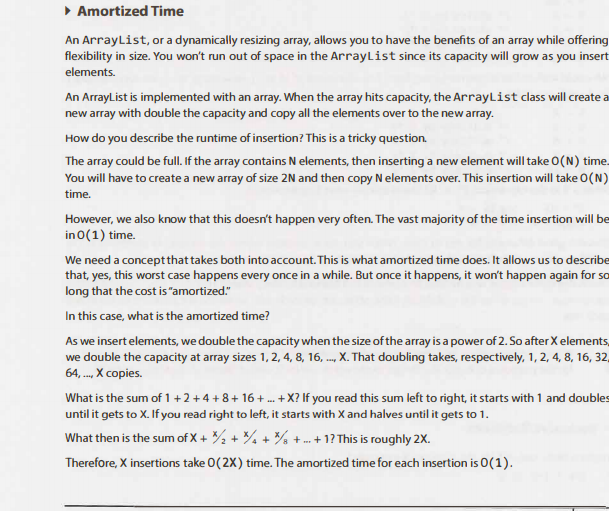 ▸ Amortized Time
An ArrayList, or a dynamically resizing array, allows you to have the benefits of an array while offering
flexibility in size. You won't run out of space in the ArrayList since its capacity will grow as you insert
elements.
An ArrayList is implemented with an array. When the array hits capacity, the ArrayList class will create a
new array with double the capacity and copy all the elements over to the new array.
How do you describe the runtime of insertion? This is a tricky question.
The array could be full. If the array contains N elements, then inserting a new element will take O(N) time.
You will have to create a new array of size 2N and then copy N elements over. This insertion will take O(N)
time.
However, we also know that this doesn't happen very often. The vast majority of the time insertion will be
in O(1) time.
We need a concept that takes both into account. This is what amortized time does. It allows us to describe
that, yes, this worst case happens every once in a while. But once it happens, it won't happen again for so
long that the cost is "amortized."
In this case, what is the amortized time?
As we insert elements, we double the capacity when the size of the array is a power of 2. So after X elements,
we double the capacity at array sizes 1, 2, 4, 8, 16, ..., X. That doubling takes, respectively, 1, 2, 4, 8, 16, 32,
64, ..., X copies.
What is the sum of 1 + 2 + 4 + 8 + 16 + ... + X? If you read this sum left to right, it starts with 1 and doubles
until it gets to X. If you read right to left, it starts with X and halves until it gets to 1.
What then is the sum of X + X/2 + X/4 + X/8 + ... + 1? This is roughly 2X.
Therefore, X insertions take O(2X) time. The amortized time for each insertion is O(1).